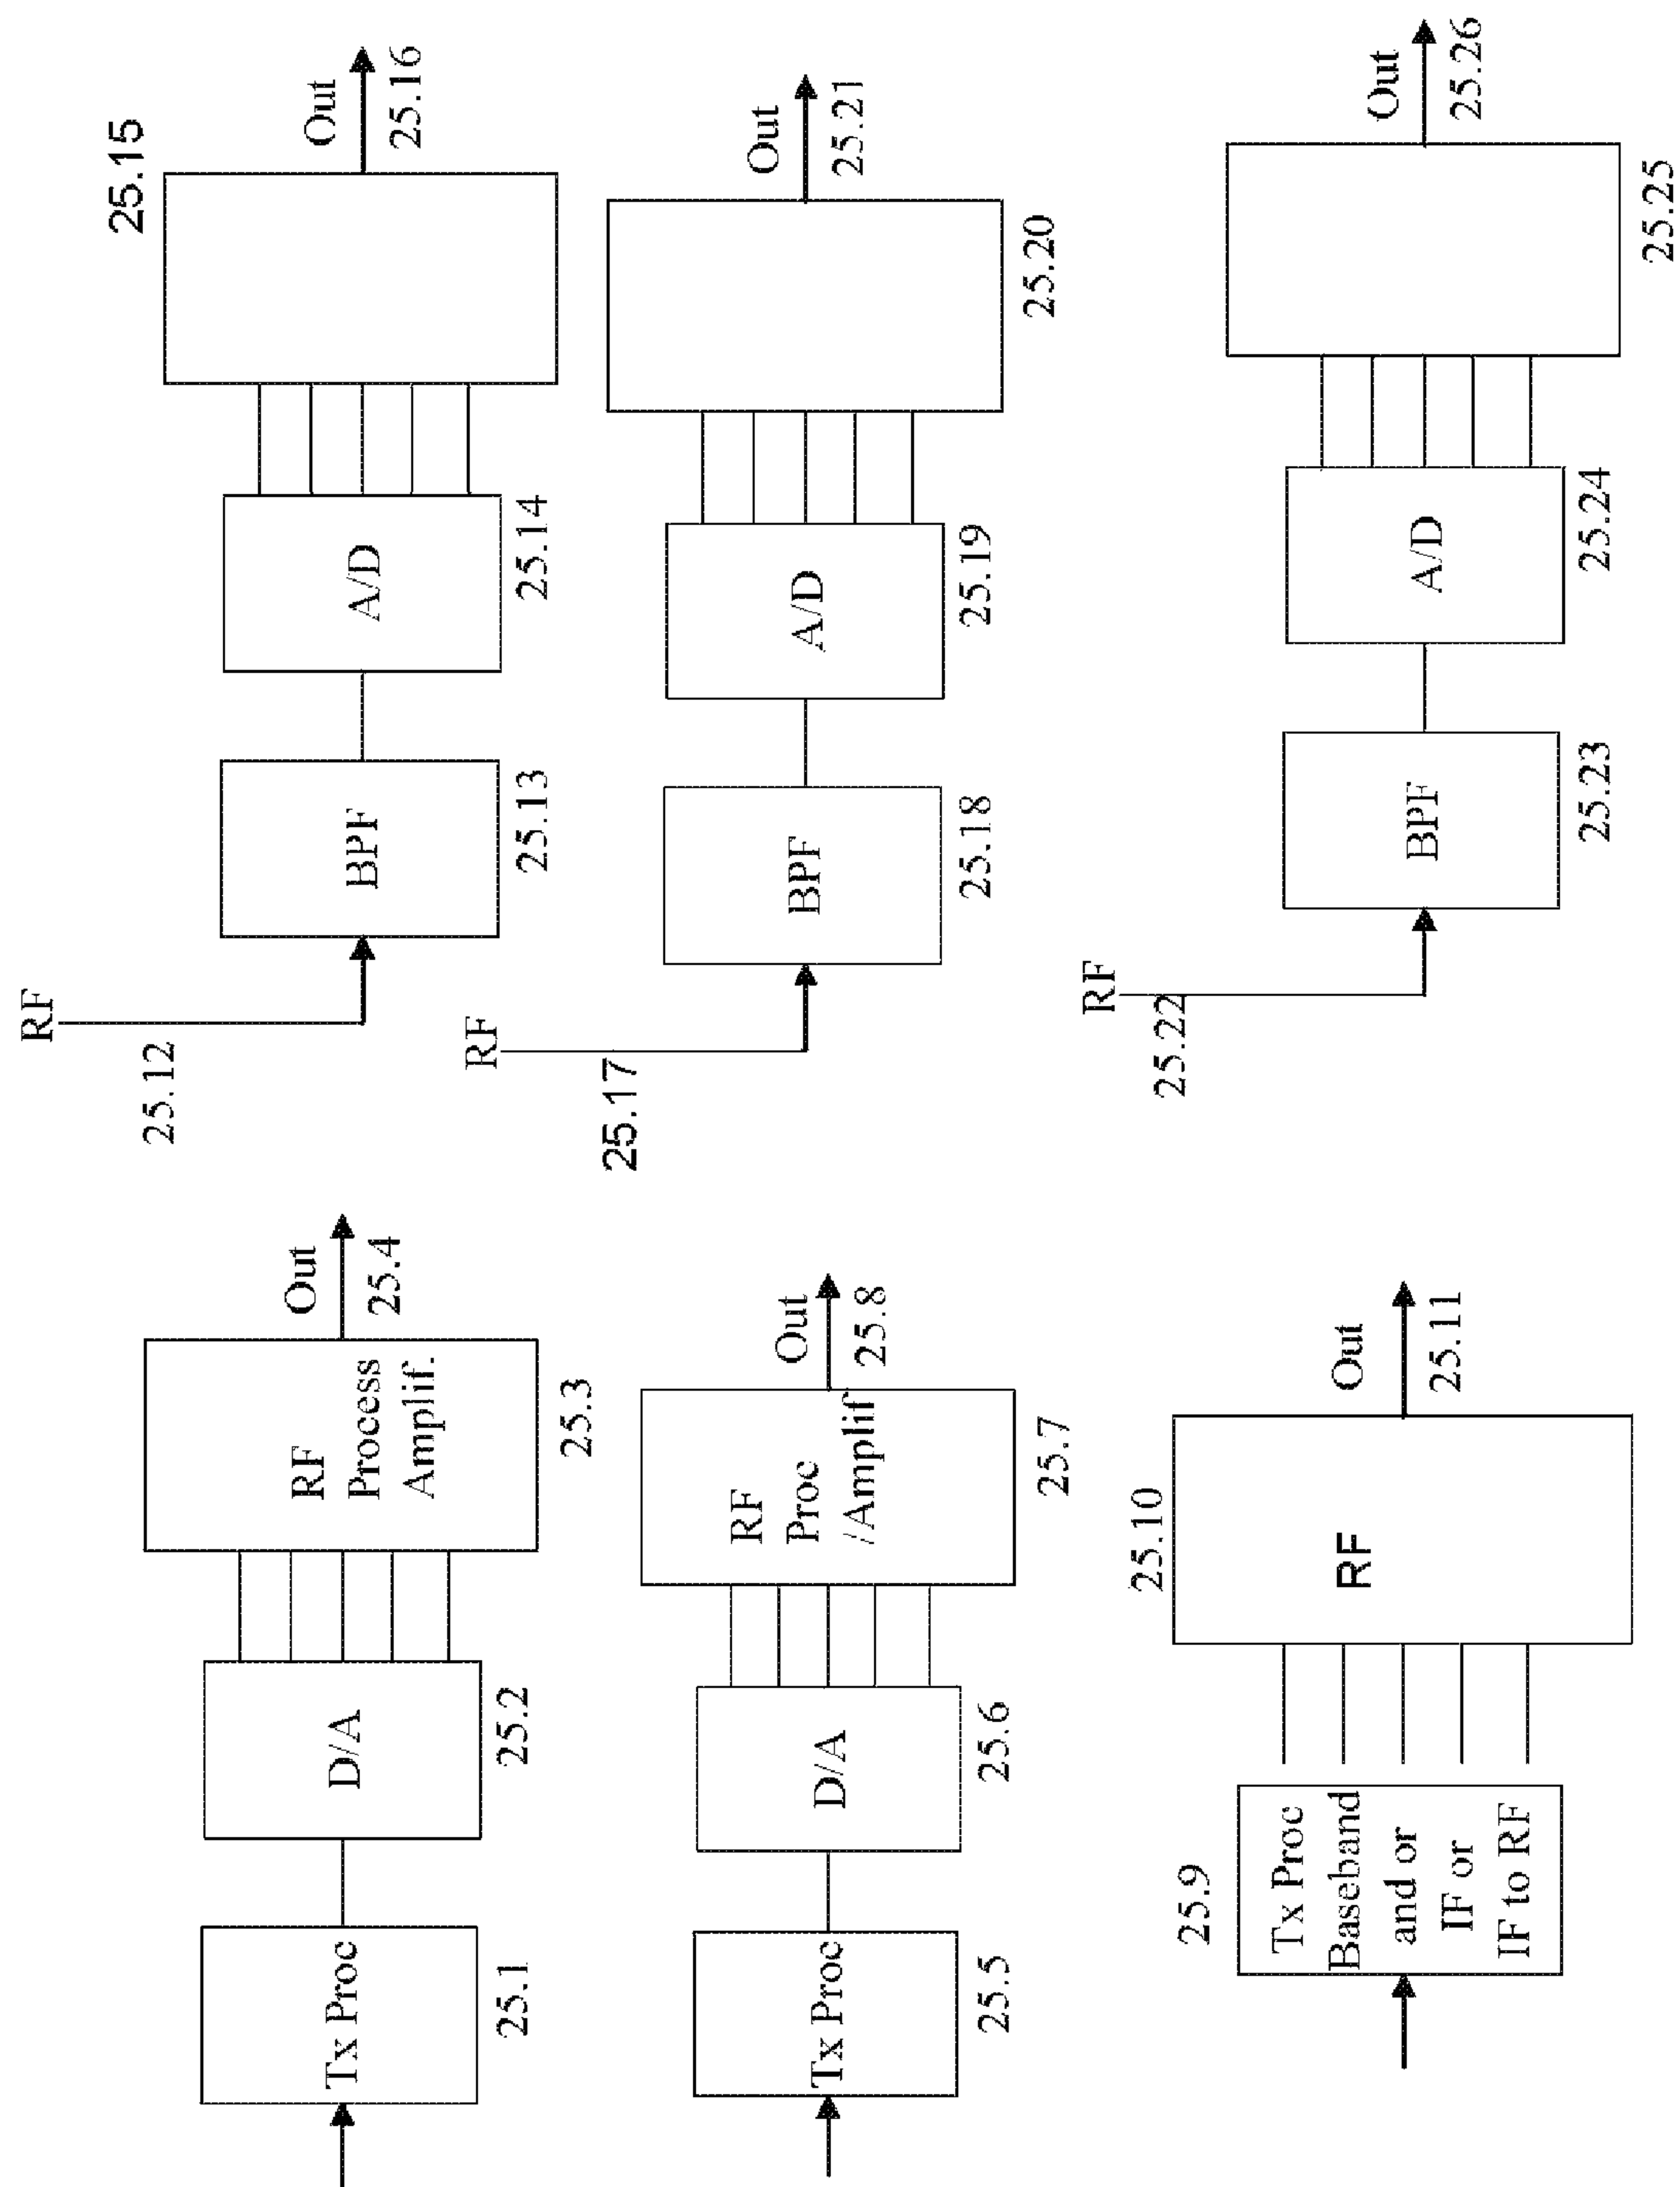 Tx Proc
25.1
D/A
25.2
RF
Process
Amplif.
25.3
Out
25.4
RF
25.12
BPF
25.13
A/D
25.14
25.15
Out
25.16
Tx Proc
25.5
D/A
25.6
RF
Proc
/Amplif
25.7
Out
25.8
RF
25.17
BPF
25.18
A/D
25.19
25.20
Out
25.21
25.9
Tx Proc
Baseband
and or
IF or
IF to RF
25.10
RF
Out
25.11
RF
25.22
BPF
25.23
A/D
25.24
25.25
Out
25.26